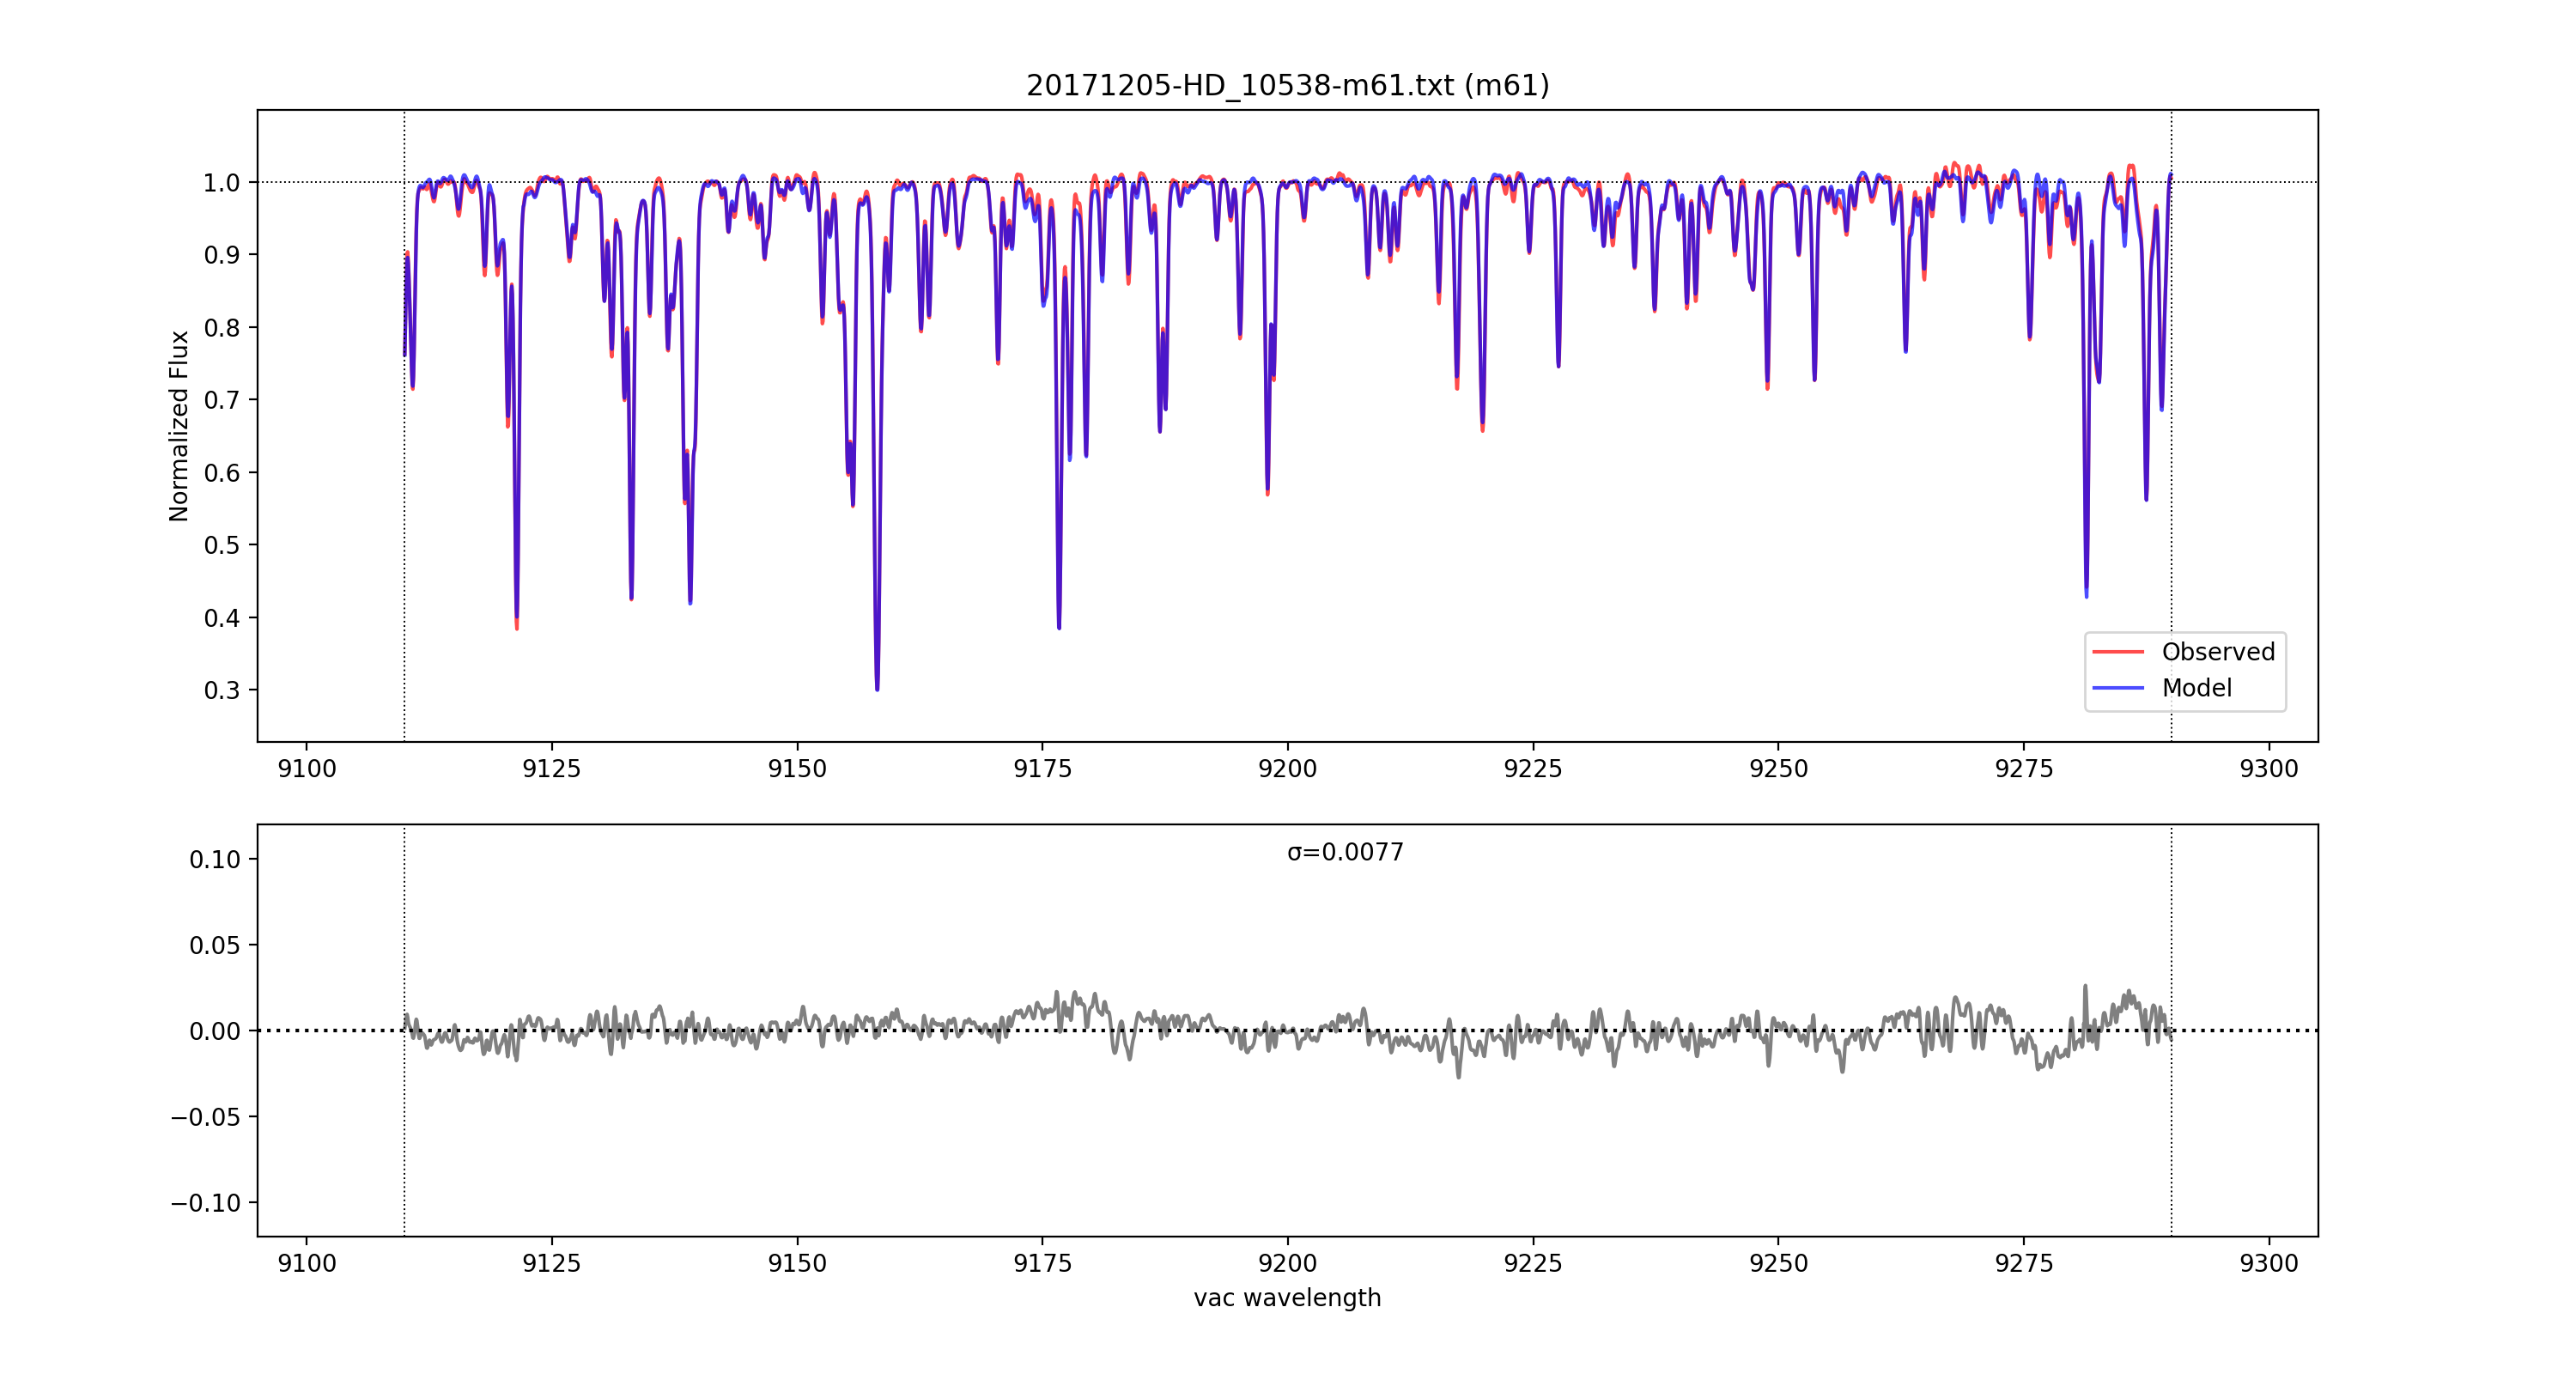 20171205-HD_10538-m61.txt (m61)
Normalized Flux
1.0
0.9
0.8
0.7
0.6
0.5
0.4
0.3
Observed
Model
9100 9125 9150 9175 9200 9225 9250 9275 9300
σ=0.0077
0.10
0.05
0.00
−0.05
−0.10
9100 9125 9150 9175 9200 9225 9250 9275 9300
vac wavelength